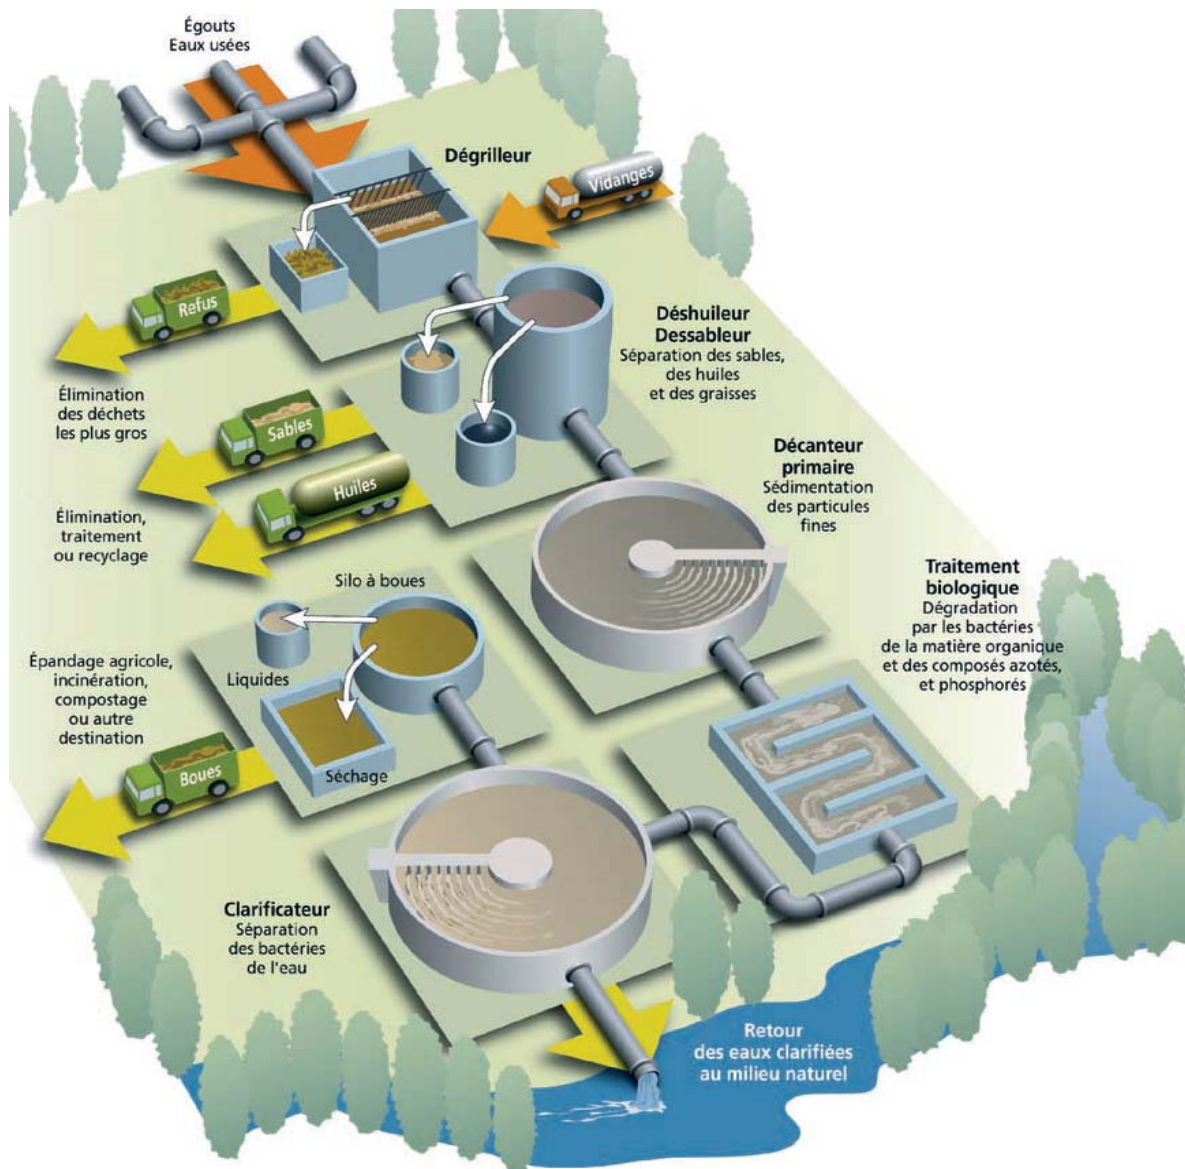 Égouts
Eaux usées
Dégrilleur
Vidanges
Refus
Élimination
des déchets
les plus gros
Déshuileur
Dessableur
Séparation des sables,
des huiles
et des graisses
Sables
Huiles
Élimination,
traitement
ou recyclage
Décanteur
primaire
Sédimentation
des particules
fines
Traitement
biologique
Dégradation
par les bactéries
de la matière organique
et des composés azotés,
et phosphorés
Silo à boues
Liquides
Séchage
Épandage agricole,
incinération,
compostage
ou autre
destination
Boues
Clarificateur
Séparation
des bactéries
de l'eau
Retour
des eaux clarifiées
au milieu naturel